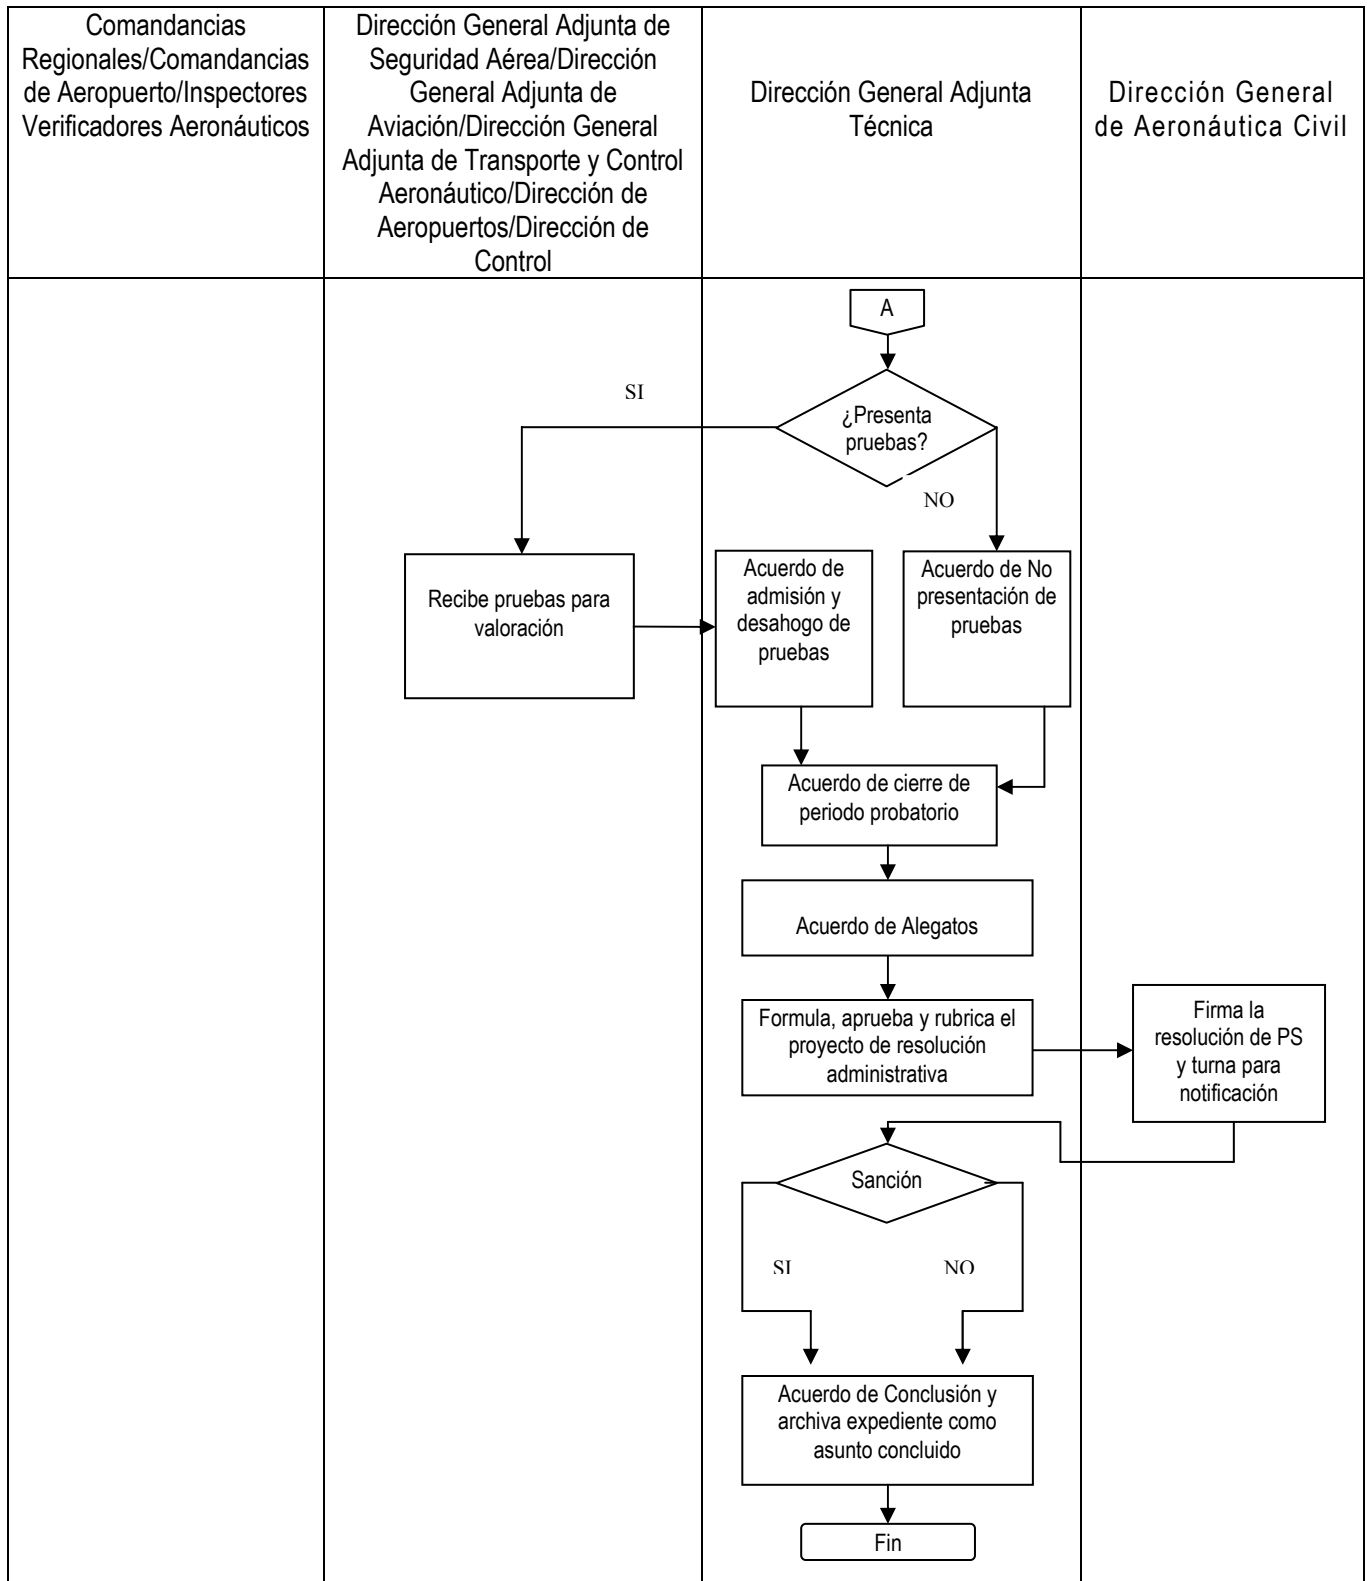 Comandancias
Regionales/Comandancias
de Aeropuerto/Inspectores
Verificadores Aeronáuticos
Dirección General Adjunta de
Seguridad Aérea/Dirección
General Adjunta de
Aviación/Dirección General
Adjunta de Transporte y Control
Aeronáutico/Dirección de
Aeropuertos/Dirección de
Control
Dirección General Adjunta
Técnica
Dirección General
de Aeronáutica Civil
A
SI
¿Presenta
pruebas?
NO
Recibe pruebas para
valoración
Acuerdo de
admisión y
desahogo de
pruebas
Acuerdo de No
presentación de
pruebas
Acuerdo de cierre de
periodo probatorio
Acuerdo de Alegatos
Formula, aprueba y rubrica el
proyecto de resolución
administrativa
Firma la
resolución de PS
y turna para
notificación
Sanción
SI
NO
Acuerdo de Conclusión y
archiva expediente como
asunto concluido
Fin